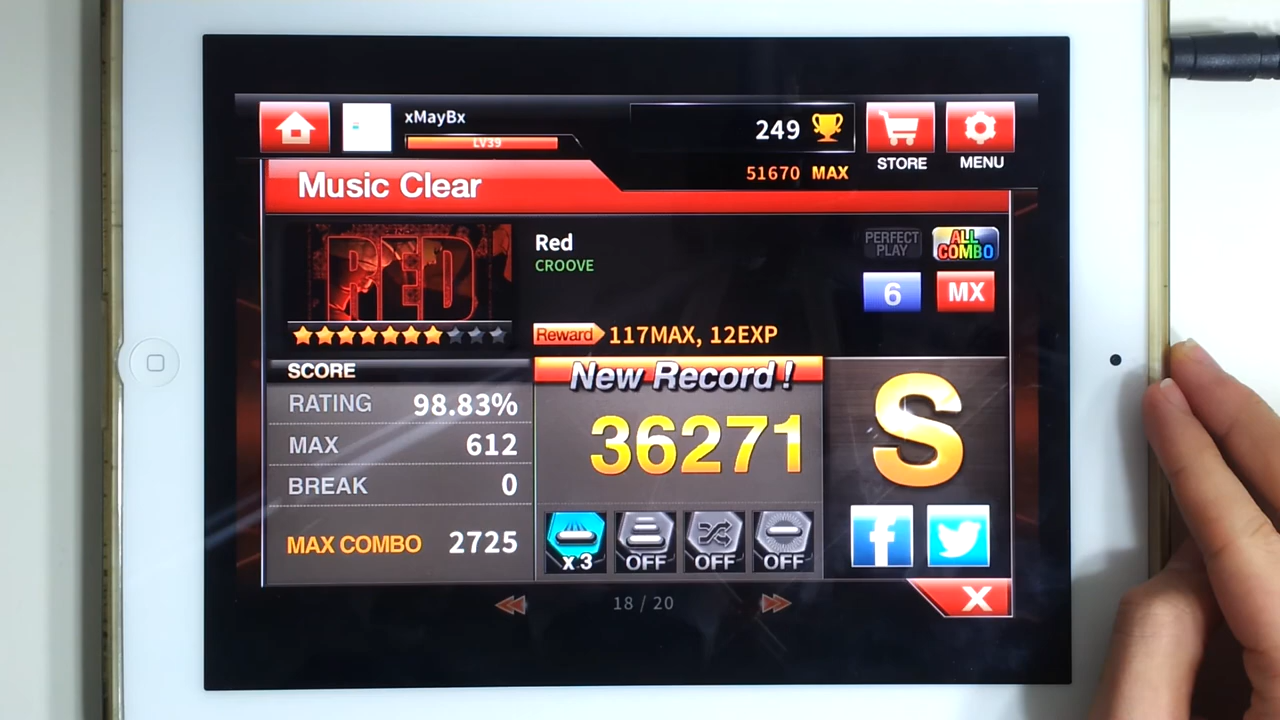 xMayBx
LV39
249
51670 MAX
STORE
MENU
Music Clear
RED
Red
CROOVE
PERFECT
PLAY
ALL
COMBO
6
MX
Reward
117MAX, 12EXP
SCORE
RATING 98.83%
MAX 612
BREAK 0
MAX COMBO 2725
New Record!
36271
S
x3
OFF
OFF
OFF
f
18 / 20
X